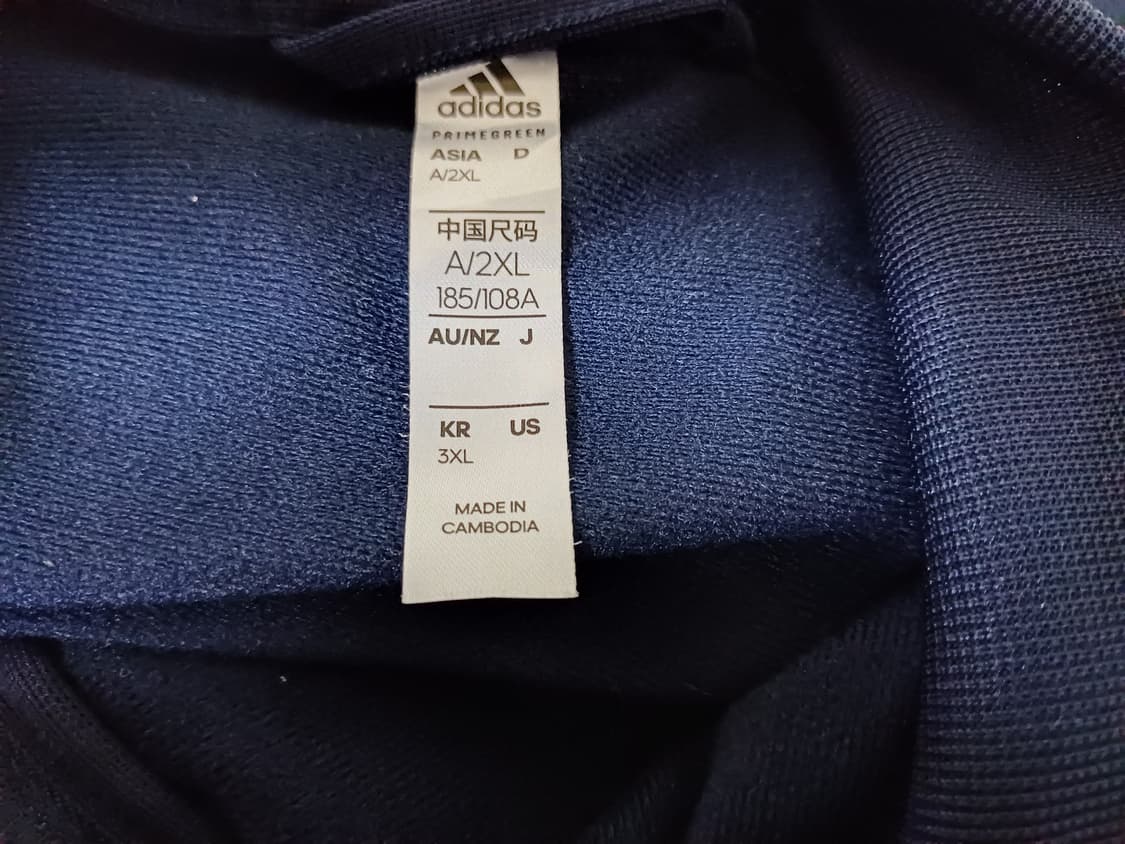 adidas
PRIMEGREEN
ASIA D
A/2XL
中国尺码
A/2XL
185/108A
AU/NZ J
KR US
3XL
MADE IN
CAMBODIA